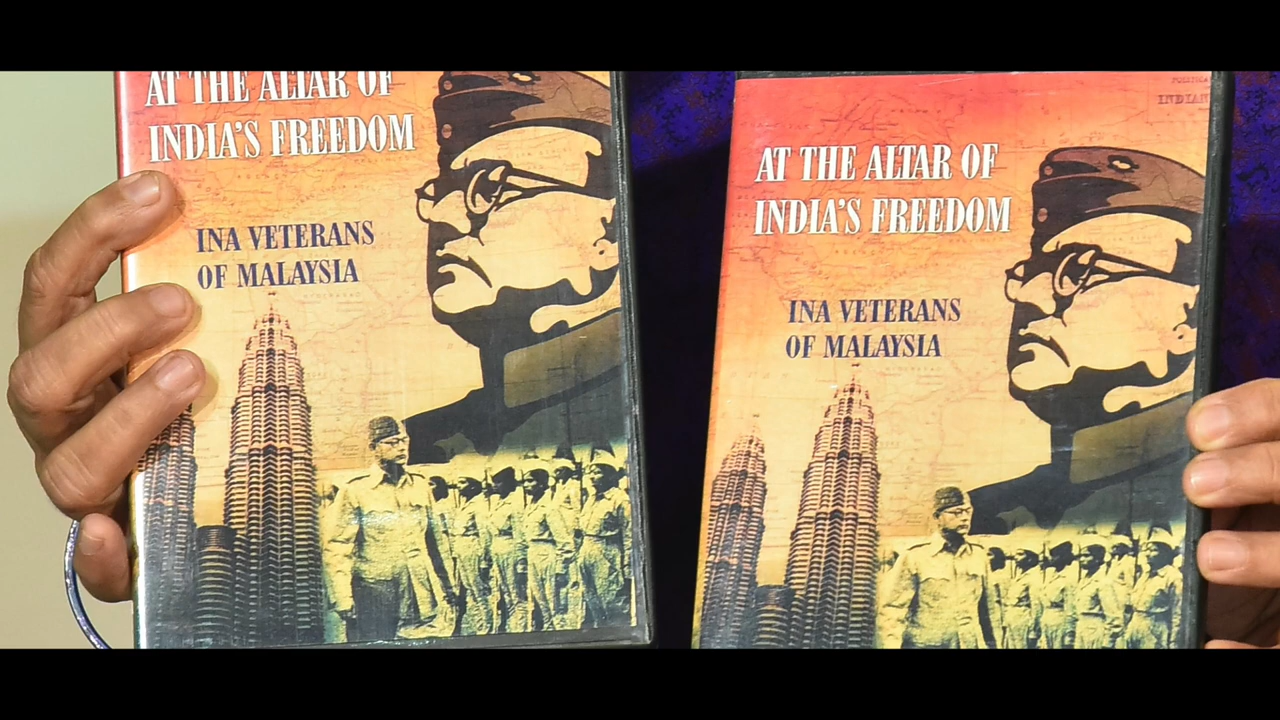 AT THE ALTAR OF
INDIA'S FREEDOM
INA VETERANS
OF MALAYSIA
INDIAN
AT THE ALTAR OF
INDIA'S FREEDOM
INA VETERANS
OF MALAYSIA